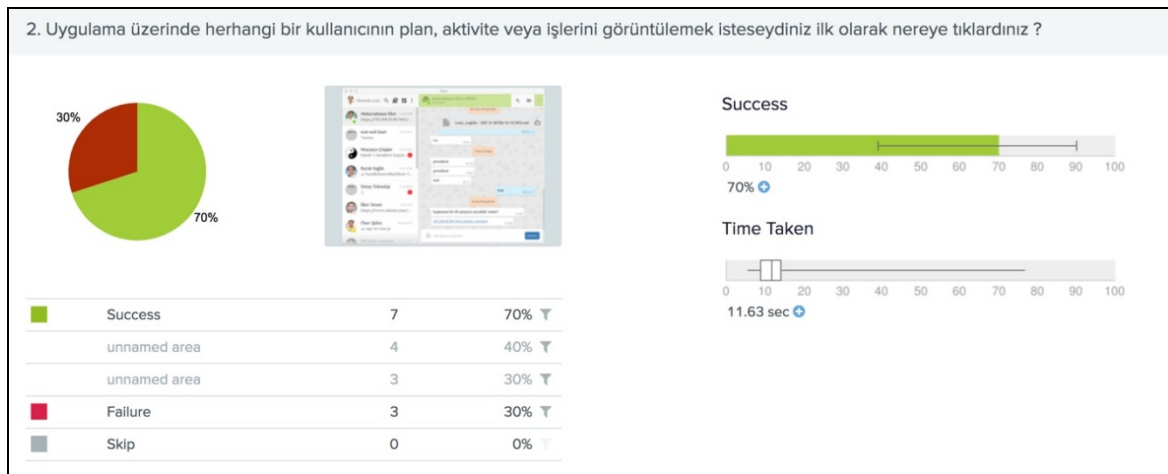 2. Uygulama üzerinde herhangi bir kullanıcının plan, aktivite veya işlerini görüntülemek isteseydiniz ilk olarak nereye tıklardınız ?
30%
70%
Success
0 10 20 30 40 50 60 70 80 90 100
70%
Time Taken
0 10 20 30 40 50 60 70 80 90 100
11.63 sec
Success 7 70%
unnamed area 4 40%
unnamed area 3 30%
Failure 3 30%
Skip 0 0%